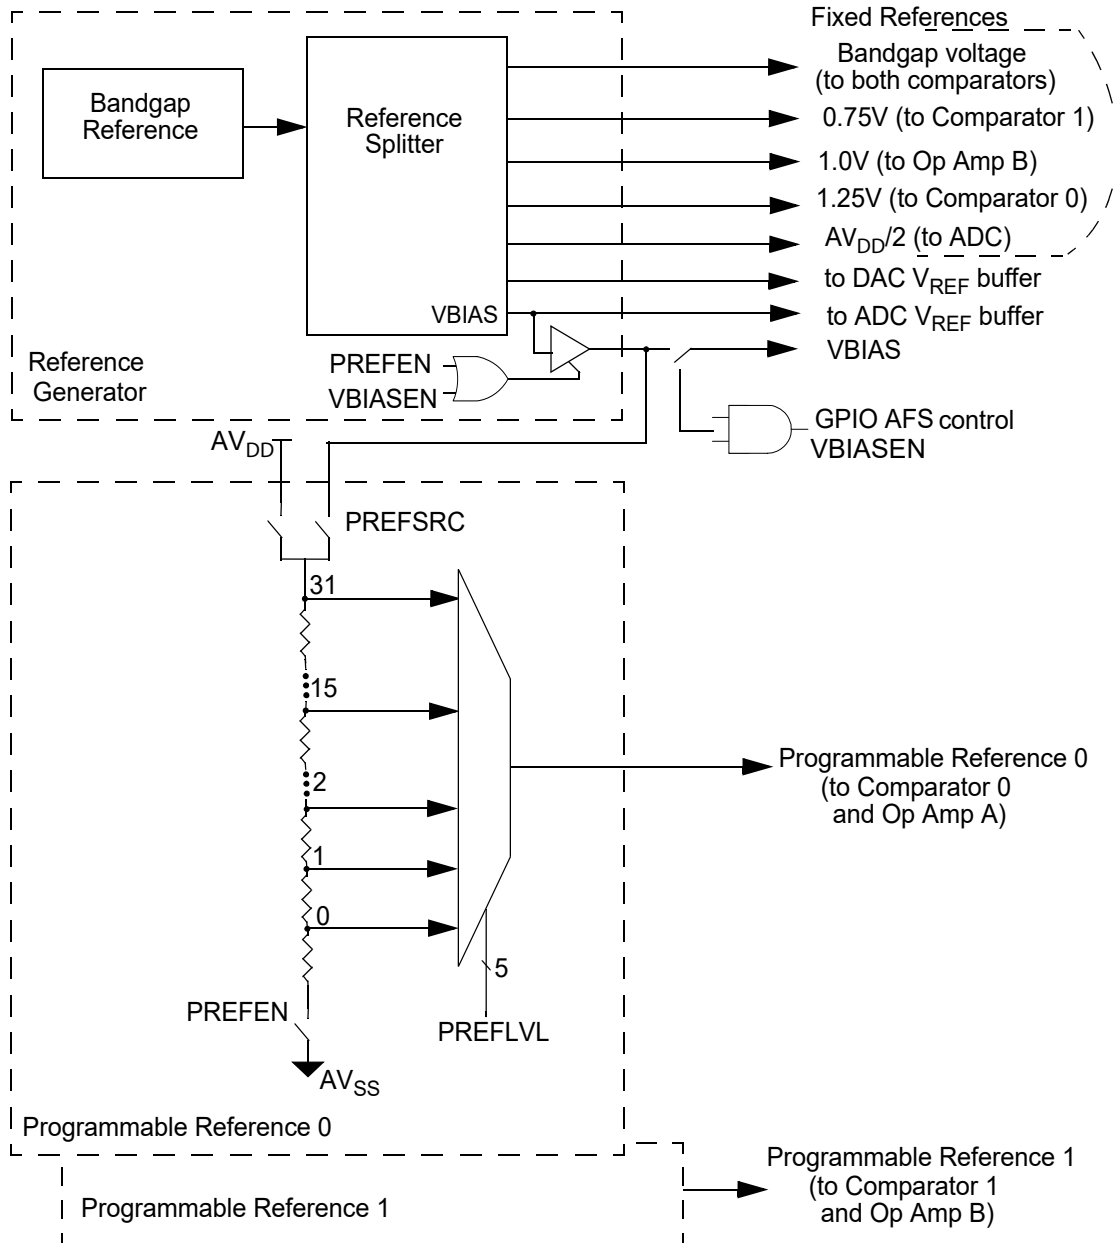 Fixed References
Bandgap voltage
(to both comparators)
Bandgap
Reference
Reference
Splitter
0.75V (to Comparator 1)
1.0V (to Op Amp B)
1.25V (to Comparator 0)
AVDD/2 (to ADC)
to DAC VREF buffer
VBIAS
to ADC VREF buffer
VBIAS
Reference
Generator
PREFEN
VBIASEN
GPIO AFS control
VBIASEN
AVDD
PREFSRC
31
15
2
1
0
5
PREFEN
PREFLVL
AVSS
Programmable Reference 0
(to Comparator 0
and Op Amp A)
Programmable Reference 0
Programmable Reference 1
(to Comparator 1
and Op Amp B)
Programmable Reference 1